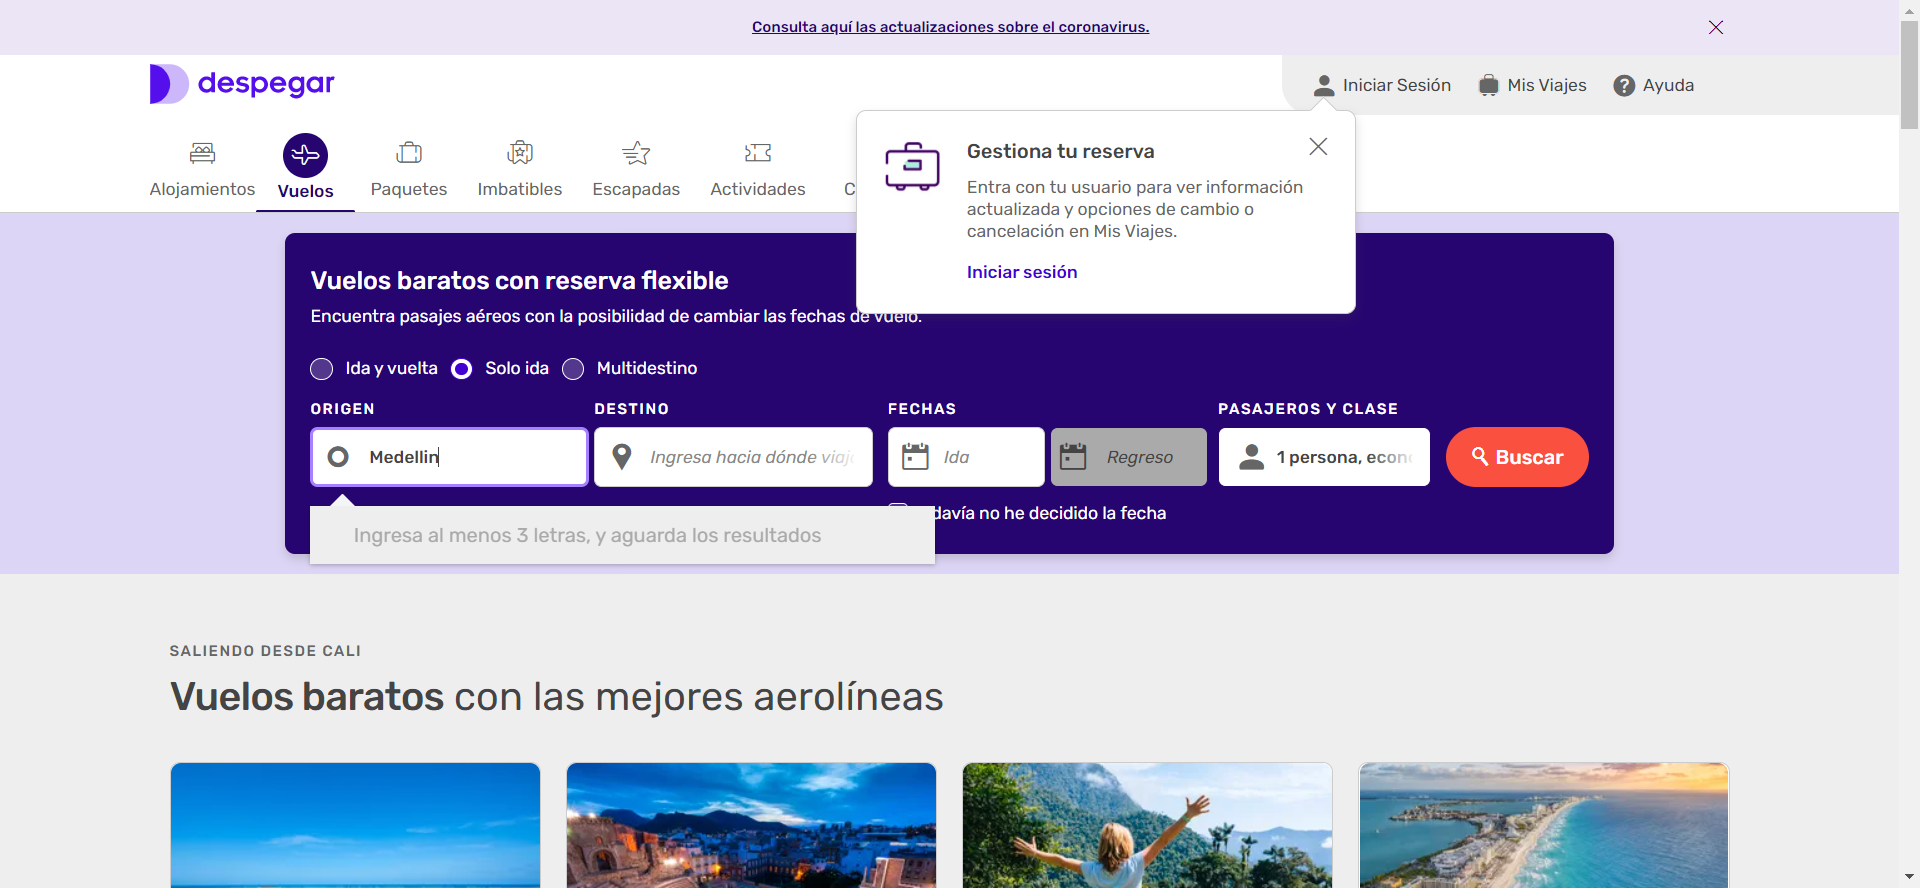 Consulta aquí las actualizaciones sobre el coronavirus.
despegar
Iniciar Sesión
Mis Viajes
Ayuda
Alojamientos
Vuelos
Paquetes
Imbatibles
Escapadas
Actividades
C
Gestiona tu reserva
Entra con tu usuario para ver información
actualizada y opciones de cambio o
cancelación en Mis Viajes.
Iniciar sesión
Vuelos baratos con reserva flexible
Encuentra pasajes aéreos con la posibilidad de cambiar las fechas de vuelo.
Ida y vuelta
Solo ida
Multidestino
ORIGEN
DESTINO
FECHAS
PASAJEROS Y CLASE
Medellin
Ingresa hacia dónde viaj
Ida
Regreso
1 persona, econ
Buscar
Ingresa al menos 3 letras, y aguarda los resultados
davía no he decidido la fecha
SALIENDO DESDE CALI
Vuelos baratos con las mejores aerolíneas